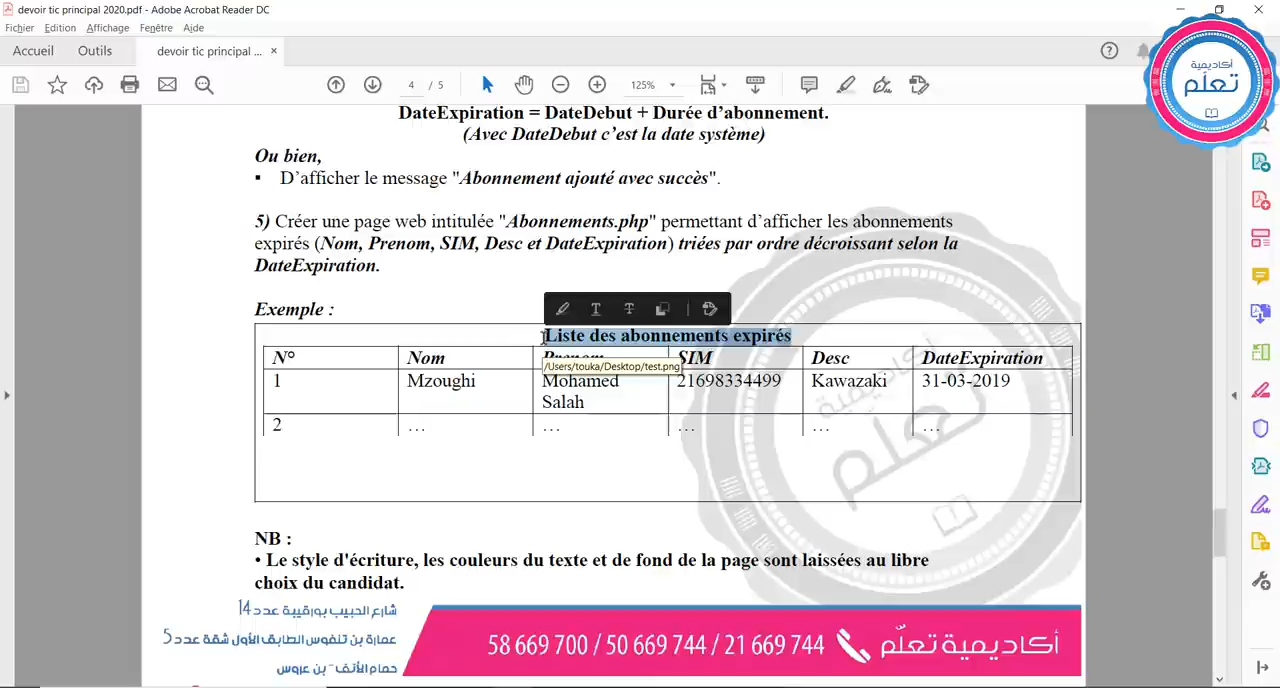 devoir tic principal 2020.pdf - Adobe Acrobat Reader DC
Fichier Edition Affichage Fenêtre Aide
Accueil Outils devoir tic principal ... ×
4 / 5 125%
أكاديمية
تعلّم
DateExpiration = DateDebut + Durée d’abonnement.
(Avec DateDebut c’est la date système)
Ou bien,
▪ D’afficher le message "Abonnement ajouté avec succès".
5) Créer une page web intitulée "Abonnements.php" permettant d’afficher les abonnements
expirés (Nom, Prenom, SIM, Desc et DateExpiration) triées par ordre décroissant selon la
DateExpiration.
Exemple :
Liste des abonnements expirés
N° Nom Prenom SIM Desc DateExpiration
/Users/touka/Desktop/test.png
1 Mzoughi Mohamed 21698334499 Kawazaki 31-03-2019
Salah
2 … … … … …
أكاديمية
تعلّم
NB :
• Le style d'écriture, les couleurs du texte et de fond de la page sont laissées au libre
choix du candidat.
شارع الحبيب بورقيبة عدد 14
عمارة بن تنفوس الطابق الأول شقة عدد 5
حمام الأنف - بن عروس
58 669 700 / 50 669 744 / 21 669 744
أكاديمية تعلّم